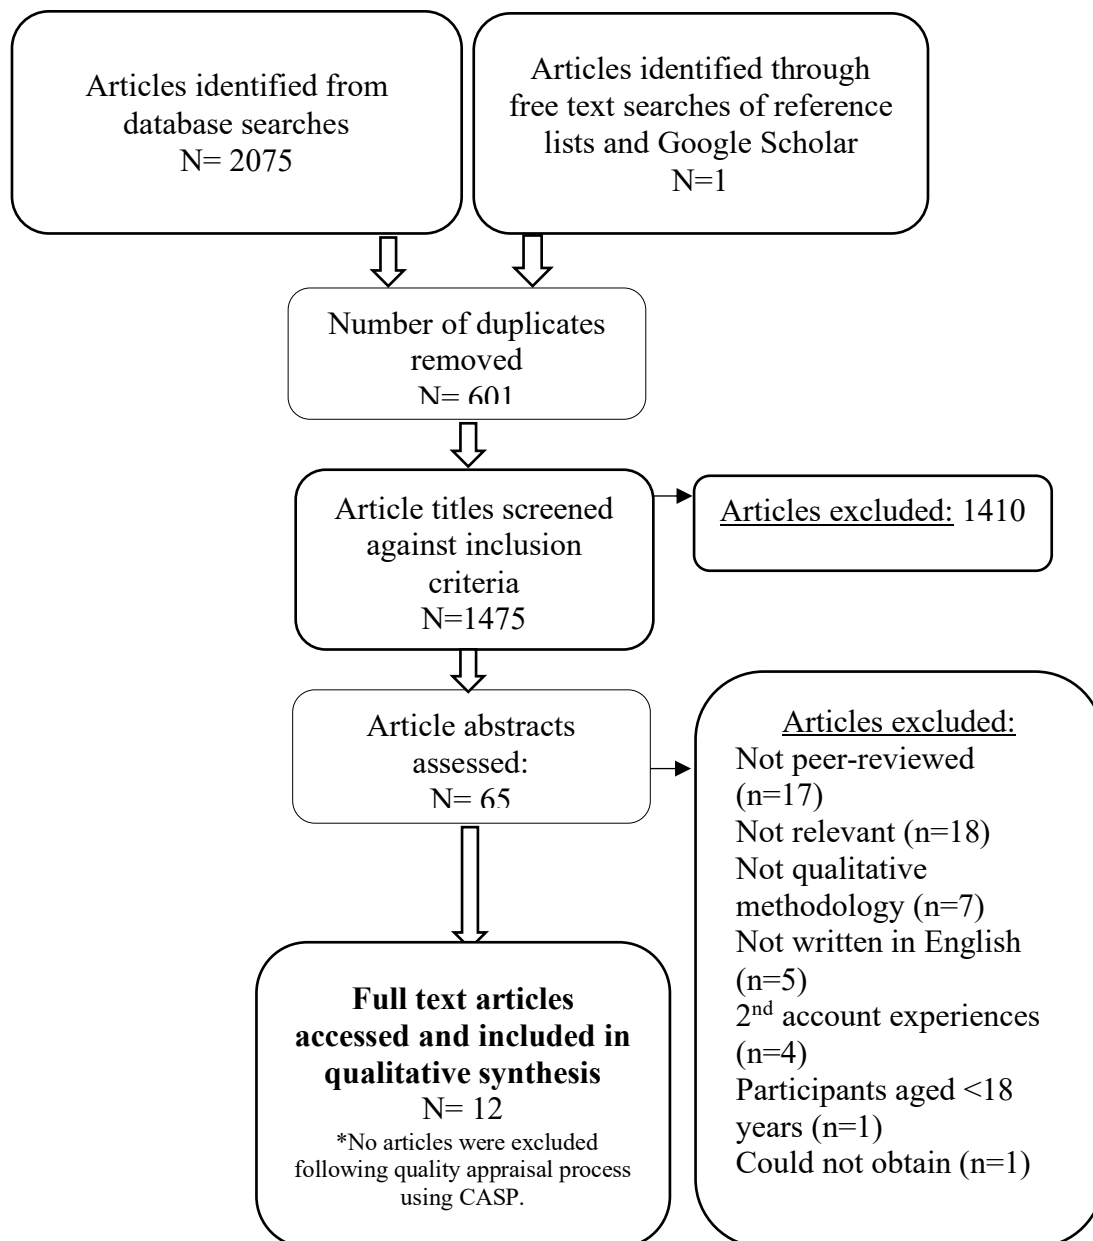 Articles identified from
database searches
N= 2075
Articles identified through
free text searches of reference
lists and Google Scholar
N=1
Number of duplicates
removed
N= 601
Article titles screened
against inclusion
criteria
N=1475
Articles excluded: 1410
Article abstracts
assessed:
N= 65
Articles excluded:
Not peer-reviewed
(n=17)
Not relevant (n=18)
Not qualitative
methodology (n=7)
Not written in English
(n=5)
2nd account experiences
(n=4)
Participants aged <18
years (n=1)
Could not obtain (n=1)
Full text articles
accessed and included in
qualitative synthesis
N= 12
*No articles were excluded
following quality appraisal process
using CASP.